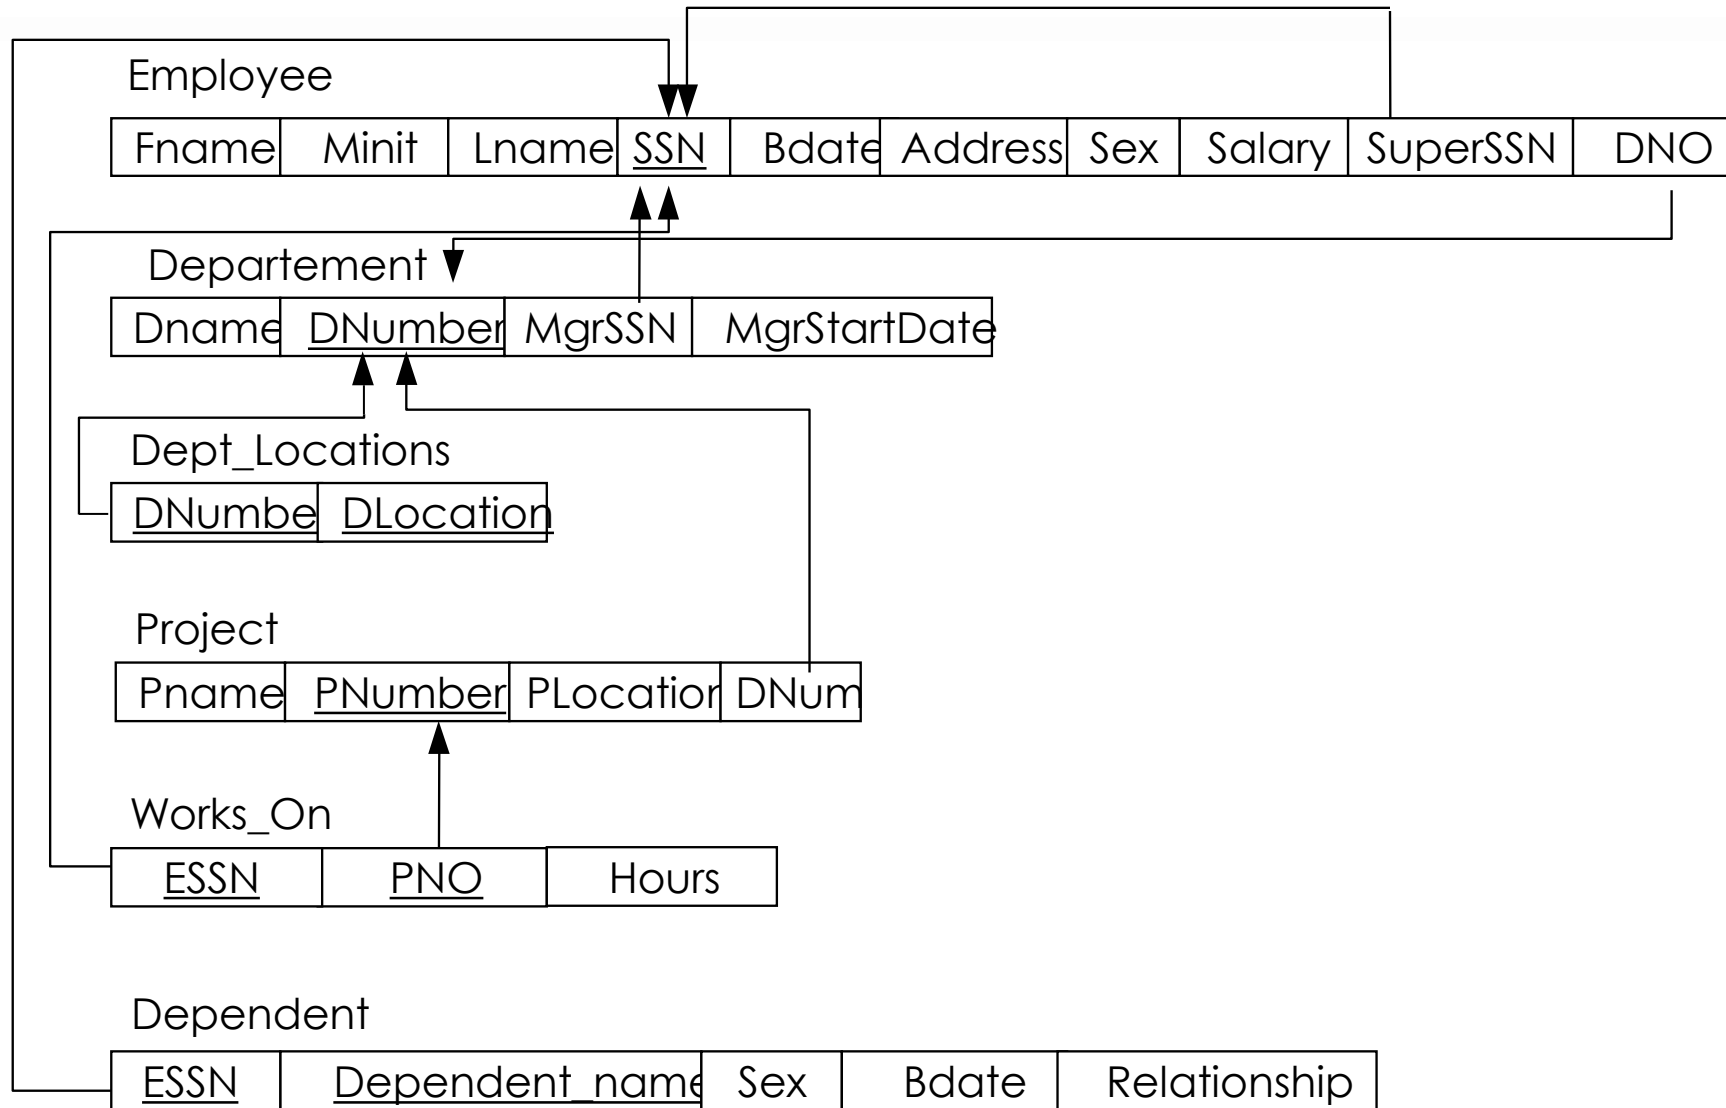 Employee
Fname Minit Lname SSN Bdate Address Sex Salary SuperSSN DNO
Departement
Dname DNumber MgrSSN MgrStartDate
Dept_Locations
DNumbe DLocation
Project
Pname PNumber PLocation DNum
Works_On
ESSN PNO Hours
Dependent
ESSN Dependent_name Sex Bdate Relationship